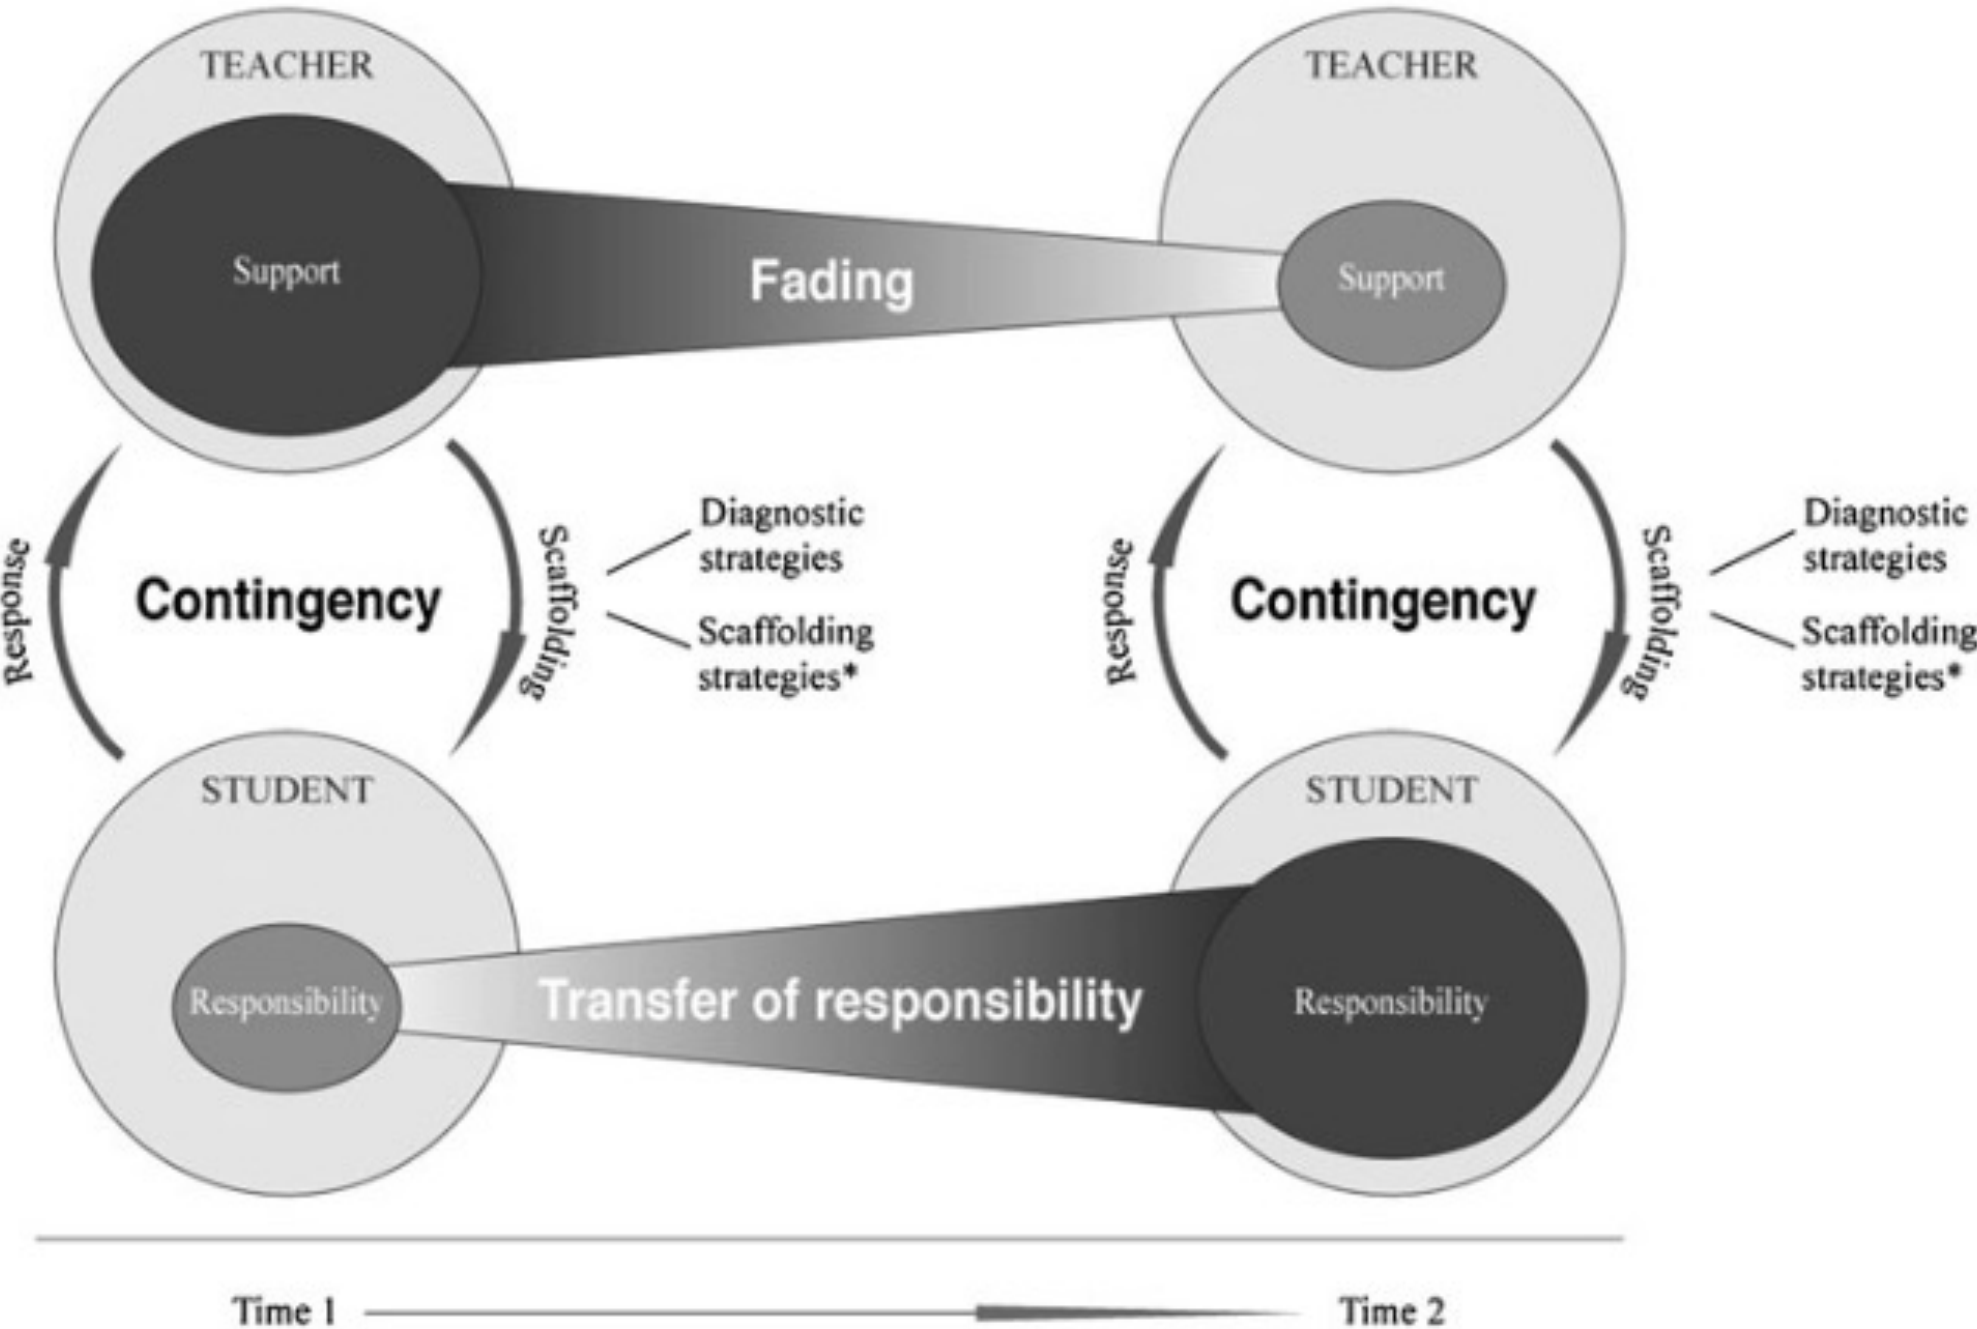 TEACHER
TEACHER
Support
Fading
Support
Response
Contingency
Scaffolding
Diagnostic
strategies
Scaffolding
strategies*
Response
Contingency
Scaffolding
Diagnostic
strategies
Scaffolding
strategies*
STUDENT
STUDENT
Responsibility
Transfer of responsibility
Responsibility
Time 1
Time 2